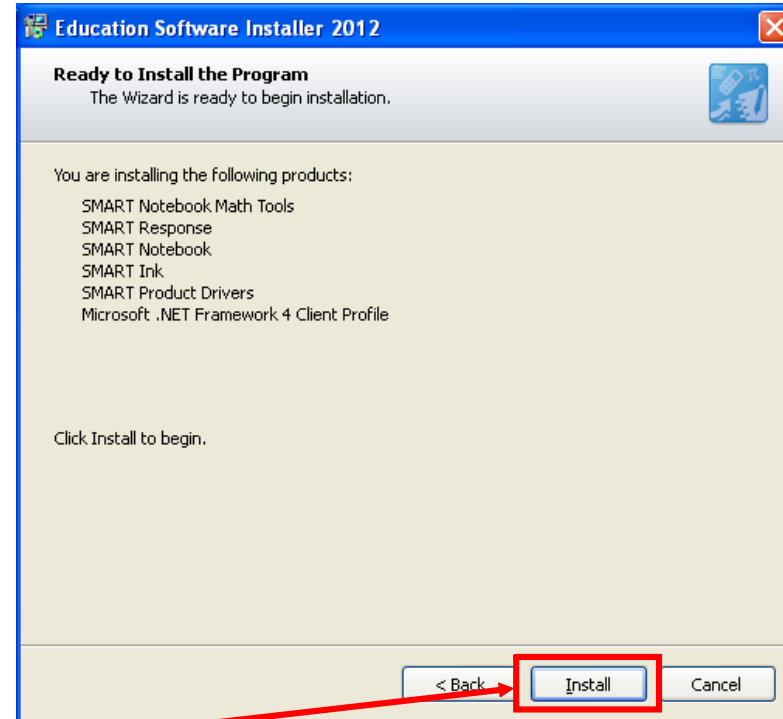 Education Software Installer 2012
Ready to Install the Program
The Wizard is ready to begin installation.
You are installing the following products:
SMART Notebook Math Tools
SMART Response
SMART Notebook
SMART Ink
SMART Product Drivers
Microsoft .NET Framework 4 Client Profile
Click Install to begin.
< Back Install Cancel